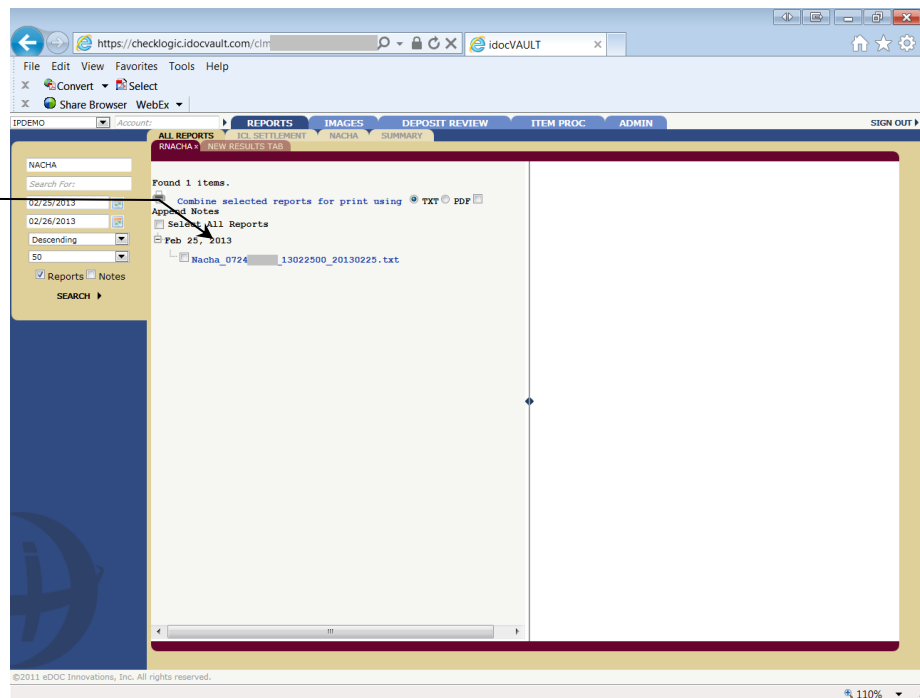 https://checklogic.idocvault.com/clm
idocVAULT
File Edit View Favorites Tools Help
x Convert Select
x Share Browser WebEx
IPDEMO Account: REPORTS IMAGES DEPOSIT REVIEW ITEM PROC ADMIN SIGN OUT
ALL REPORTS ICL SETTLEMENT NACHA SUMMARY
RNACHA x NEW RESULTS TAB
NACHA
Search For:
02/25/2013
02/26/2013
Descending
50
Reports Notes
SEARCH
Found 1 items.
Combine selected reports for print using TXT PDF
Append Notes
Select All Reports
Feb 25, 2013
Nacha_0724 _13022500_20130225.txt
©2011 eDOC Innovations, Inc. All rights reserved.
110%